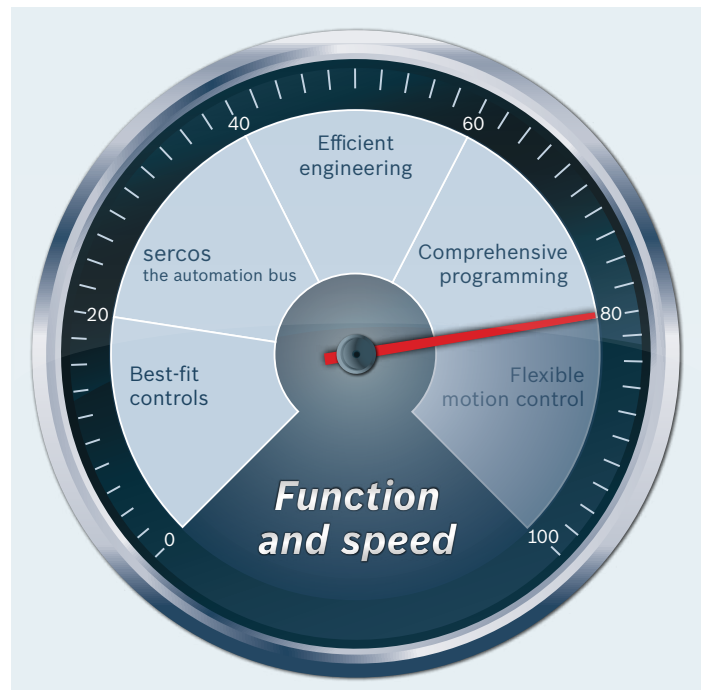 40
60
Efficient
engineering
sercos
the automation bus
Comprehensive
programming
20
80
Best-fit
controls
Flexible
motion control
Function
and speed
0
100